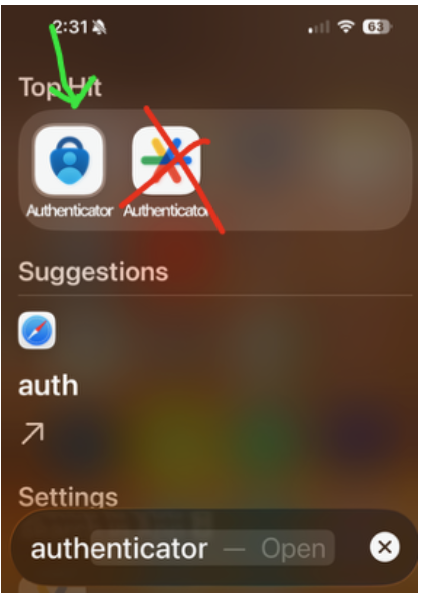 2:31
63
Top Hit
Authenticator Authenticator
Suggestions
auth
Settings
authenticator — Open